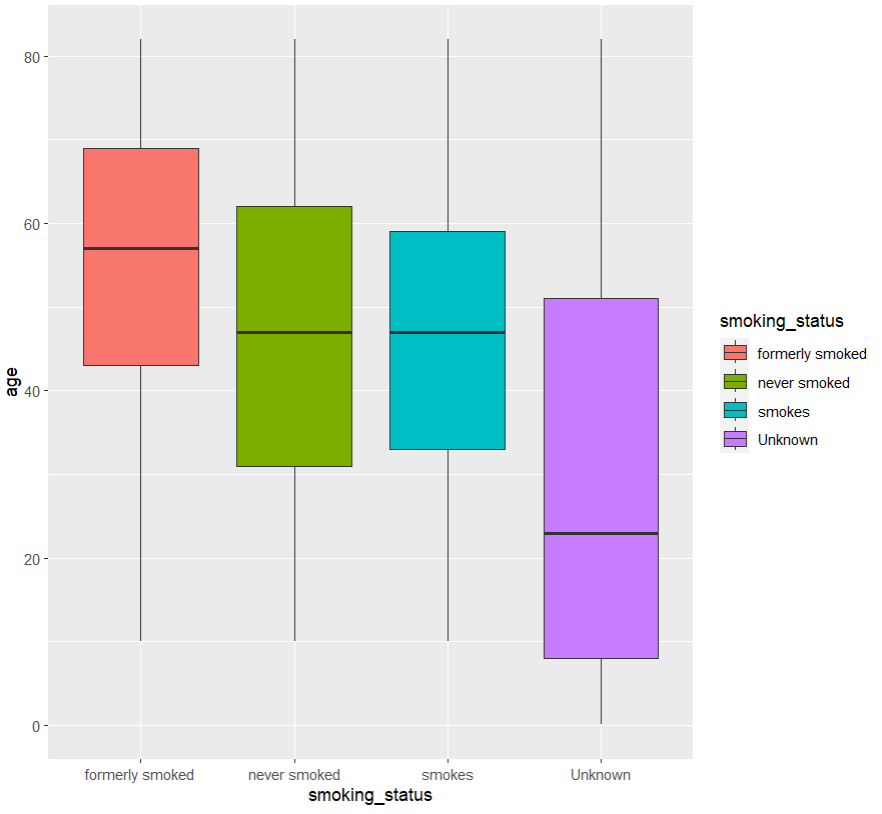 80
60
40
20
0
age
formerly smoked
never smoked
smokes
Unknown
smoking_status
smoking_status
formerly smoked
never smoked
smokes
Unknown